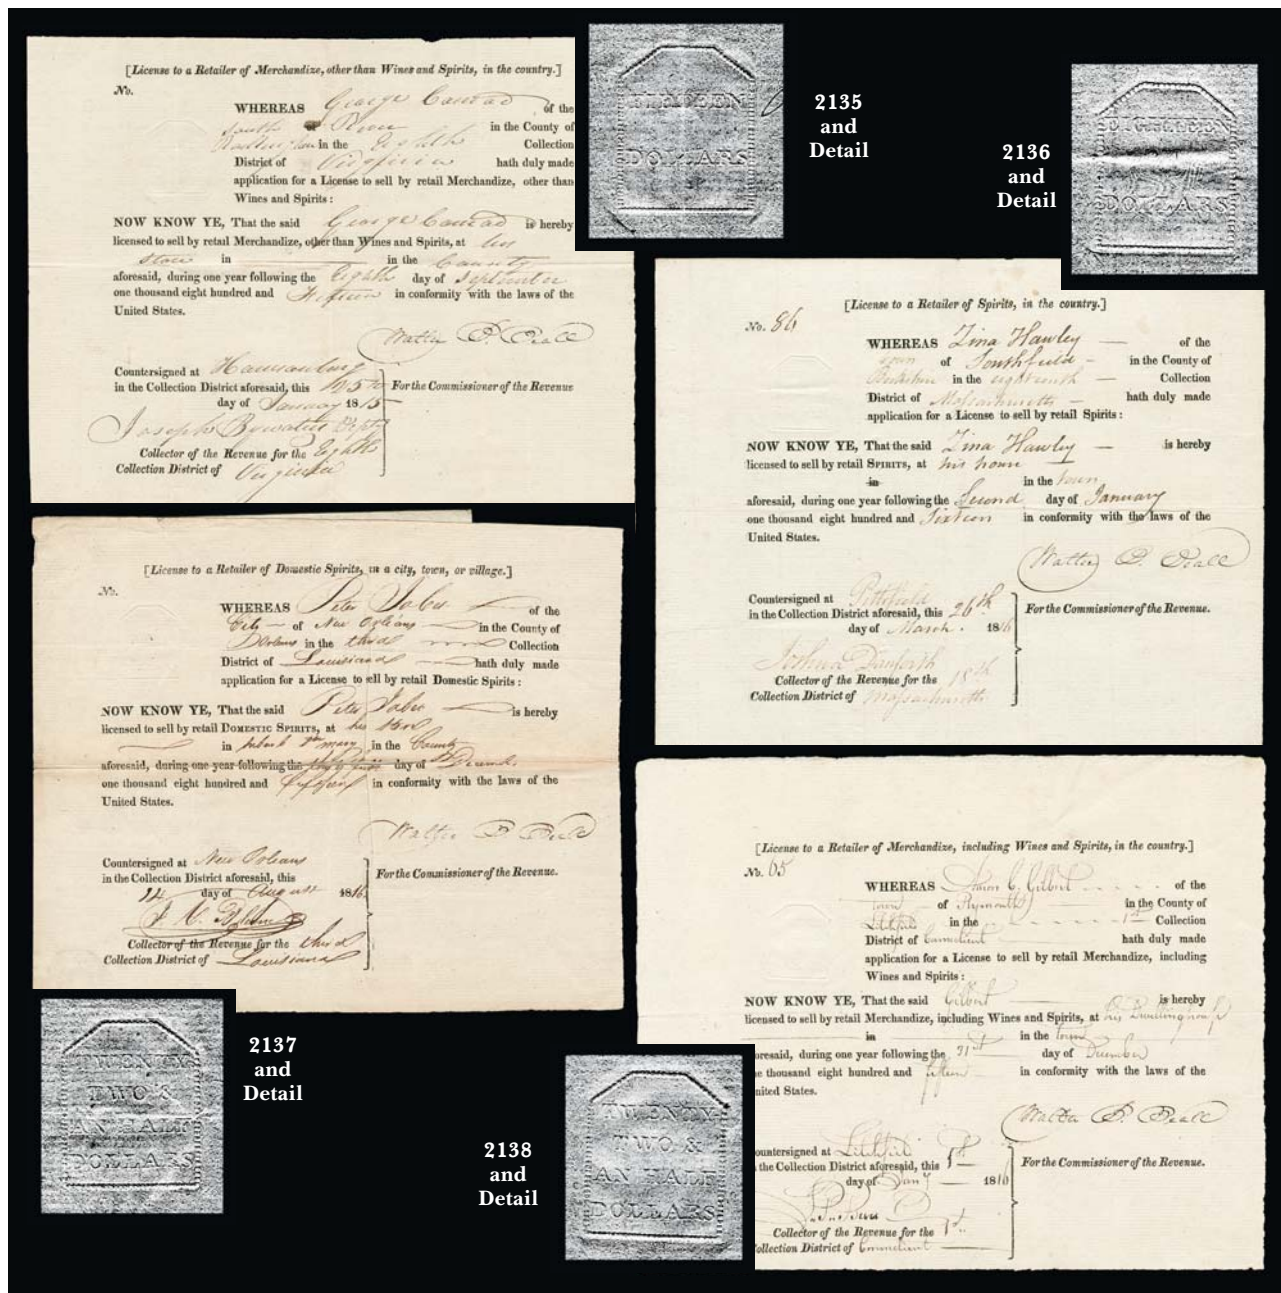 [License to a Retailer of Merchandize, other than Wines and Spirits, in the country.]
No.
WHEREAS George Conrad of the
of River in the County of
in the Eighth Collection
District of Virginia hath duly made
application for a License to sell by retail Merchandize, other than
Wines and Spirits :
NOW KNOW YE, That the said George Conrad is hereby
licensed to sell by retail Merchandize, other than Wines and Spirits, at his
store in in the County
aforesaid, during one year following the Eighth day of September
one thousand eight hundred and fifteen in conformity with the laws of the
United States.
Countersigned at
in the Collection District aforesaid, this
day of January 1815
For the Commissioner of the Revenue
Joseph
Collector of the Revenue for the Eighth
Collection District of Virginia
DOLLARS
2135
and
Detail
2136
and
Detail
EIGHTEEN
DOLLARS
[License to a Retailer of Spirits, in the country.]
No. 86
WHEREAS Zina Hawley of the
town of Southfield in the County of
Berkshire in the eighteenth Collection
District of Massachusetts hath duly made
application for a License to sell by retail Spirits :
NOW KNOW YE, That the said Zina Hawley is hereby
licensed to sell by retail SPIRITS, at his house
in in the town
aforesaid, during one year following the Second day of January
one thousand eight hundred and Sixteen in conformity with the laws of the
United States.
Countersigned at Pittsfield
in the Collection District aforesaid, this 26th
day of March. 1816
For the Commissioner of the Revenue.
Joshua Danforth
Collector of the Revenue for the 18th
Collection District of Massachusetts
[License to a Retailer of Domestic Spirits, in a city, town, or village.]
No.
WHEREAS Peter of the
City of New Orleans in the County of
Orleans in the third Collection
District of Louisiana hath duly made
application for a License to sell by retail Domestic Spirits :
NOW KNOW YE, That the said Peter is hereby
licensed to sell by retail DOMESTIC SPIRITS, at his store
in in the County
aforesaid, during one year following the day of
one thousand eight hundred and fifteen in conformity with the laws of the
United States.
Countersigned at New Orleans
in the Collection District aforesaid, this
14 day of August 1816
For the Commissioner of the Revenue.
Collector of the Revenue for the third
Collection District of Louisiana
TWENTY
TWO &
AN HALF
DOLLARS
2137
and
Detail
2138
and
Detail
TWENTY
TWO &
AN HALF
DOLLARS
[License to a Retailer of Merchandize, including Wines and Spirits, in the country.]
No. 65
WHEREAS C. Gilbert of the
town of Plymouth in the County of
Litchfield in the 1st Collection
District of Connecticut hath duly made
application for a License to sell by retail Merchandize, including
Wines and Spirits :
NOW KNOW YE, That the said Gilbert is hereby
licensed to sell by retail Merchandize, including Wines and Spirits, at his Dwellinghouse
in in the town
oresaid, during one year following the 31st day of December
ne thousand eight hundred and fifteen in conformity with the laws of the
nited States.
ountersigned at Litchfield
the Collection District aforesaid, this 1st
day of Jany 1816
For the Commissioner of the Revenue.
Collector of the Revenue for the 1st
ollection District of Connecticut